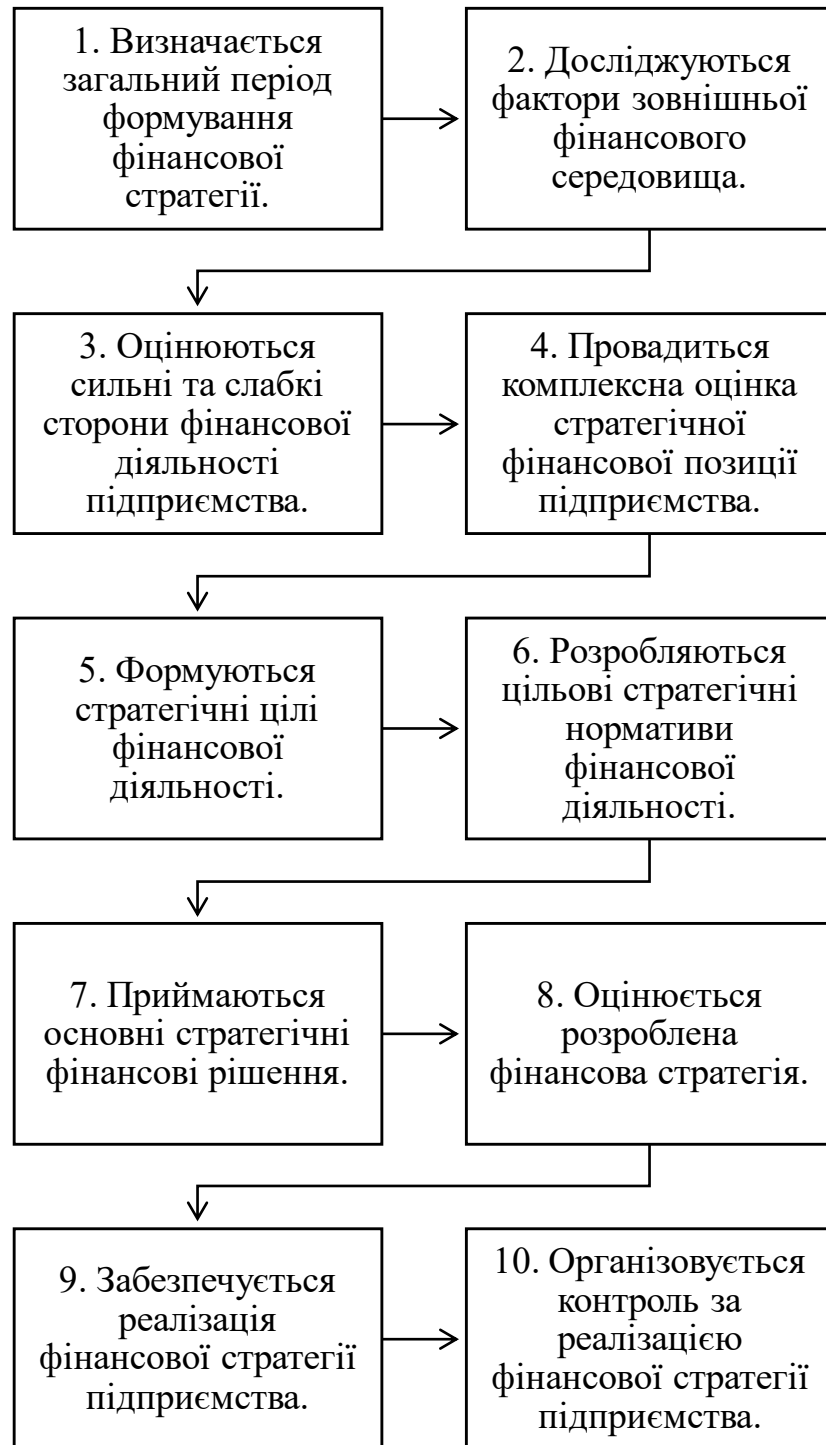 1. Визначається
загальний період
формування
фінансової
стратегії.
2. Досліджуються
фактори зовнішньої
фінансового
середовища.
3. Оцінюються
сильні та слабкі
сторони фінансової
діяльності
підприємства.
4. Провадиться
комплексна оцінка
стратегічної
фінансової позиції
підприємства.
5. Формуються
стратегічні цілі
фінансової
діяльності.
6. Розробляються
цільові стратегічні
нормативи
фінансової
діяльності.
7. Приймаються
основні стратегічні
фінансові рішення.
8. Оцінюється
розроблена
фінансова стратегія.
9. Забезпечується
реалізація
фінансової стратегії
підприємства.
10. Організовується
контроль за
реалізацією
фінансової стратегії
підприємства.